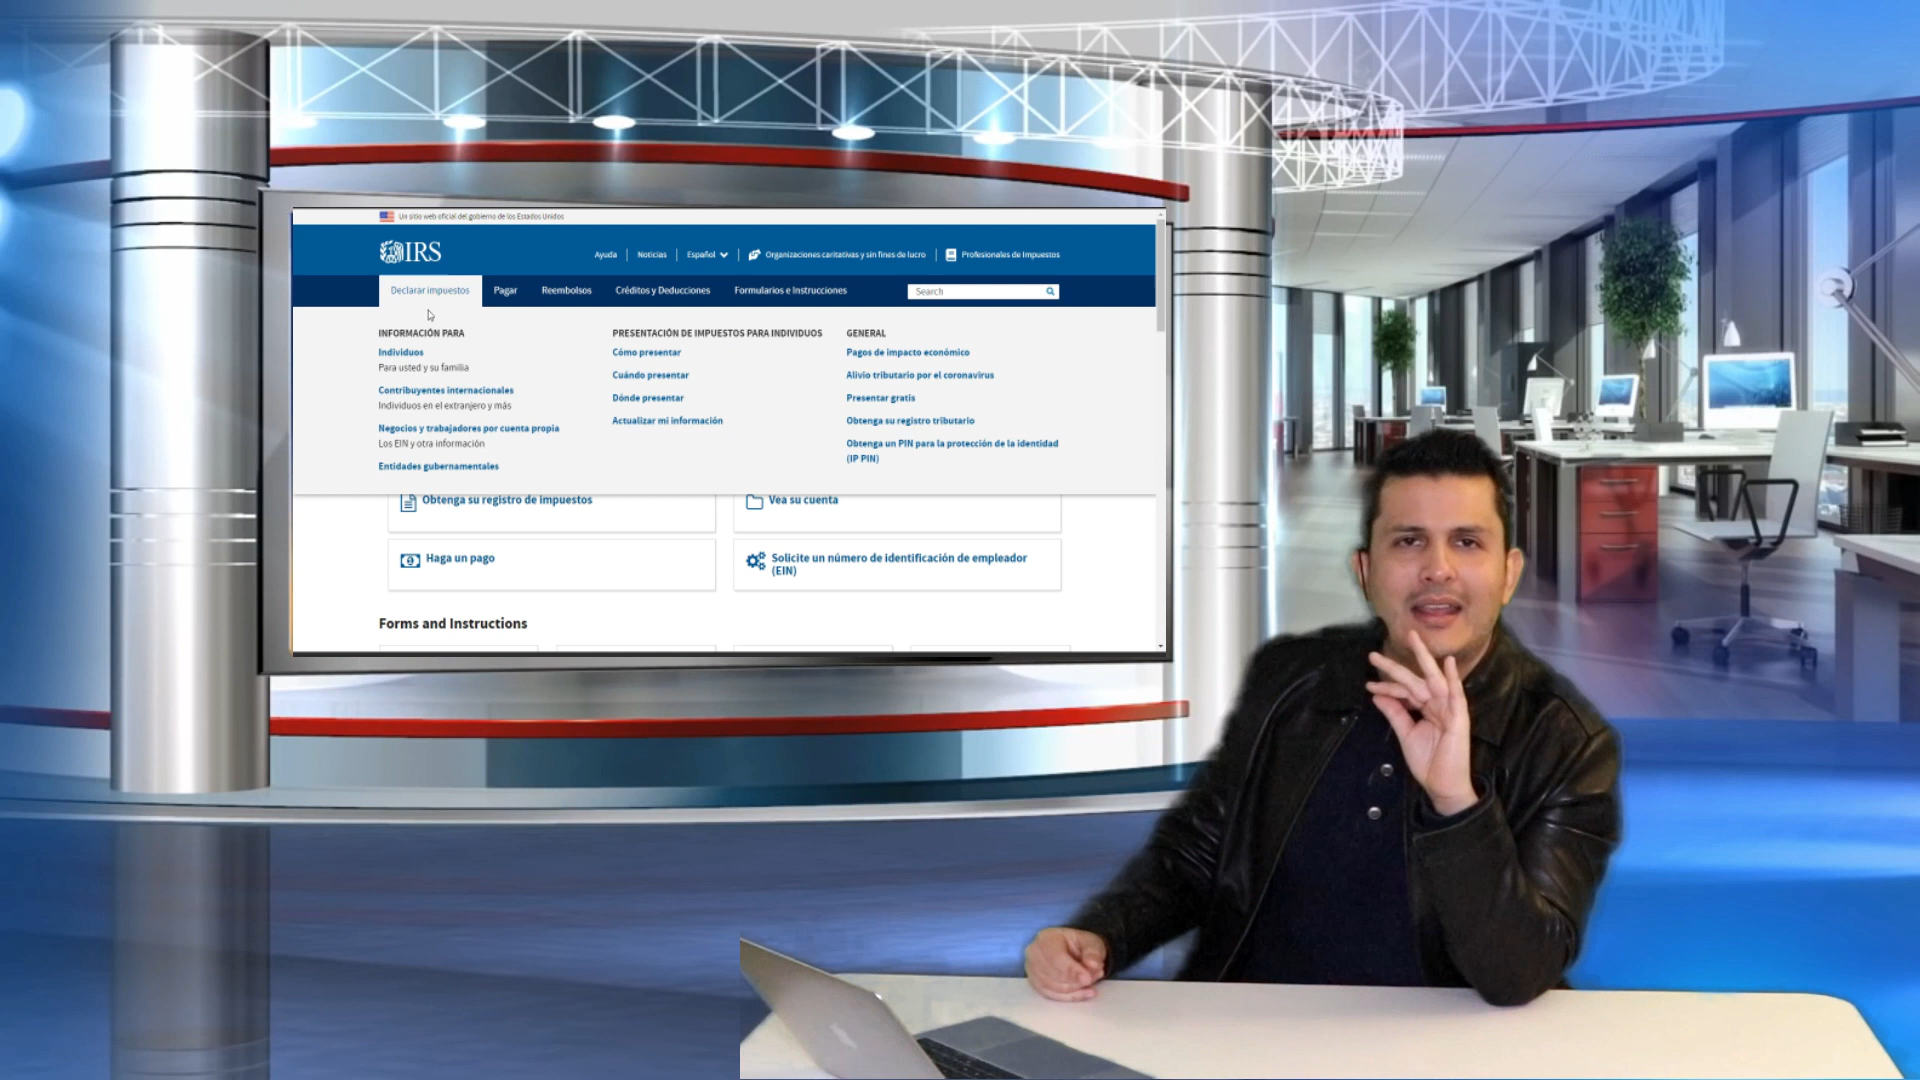 Un sitio web oficial del gobierno de los Estados Unidos
IRS
Ayuda
Noticias
Español
Organizaciones caritativas y sin fines de lucro
Profesionales de Impuestos
Declarar impuestos
Pagar
Reembolsos
Créditos y Deducciones
Formularios e Instrucciones
Search
INFORMACIÓN PARA
Individuos
Para usted y su familia
Contribuyentes internacionales
Individuos en el extranjero y más
Negocios y trabajadores por cuenta propia
Los EIN y otra información
Entidades gubernamentales
PRESENTACIÓN DE IMPUESTOS PARA INDIVIDUOS
Cómo presentar
Cuándo presentar
Dónde presentar
Actualizar mi información
GENERAL
Pagos de impacto económico
Alivio tributario por el coronavirus
Presentar gratis
Obtenga su registro tributario
Obtenga un PIN para la protección de la identidad
(IP PIN)
Obtenga su registro de impuestos
Vea su cuenta
Haga un pago
Solicite un número de identificación de empleador
(EIN)
Forms and Instructions